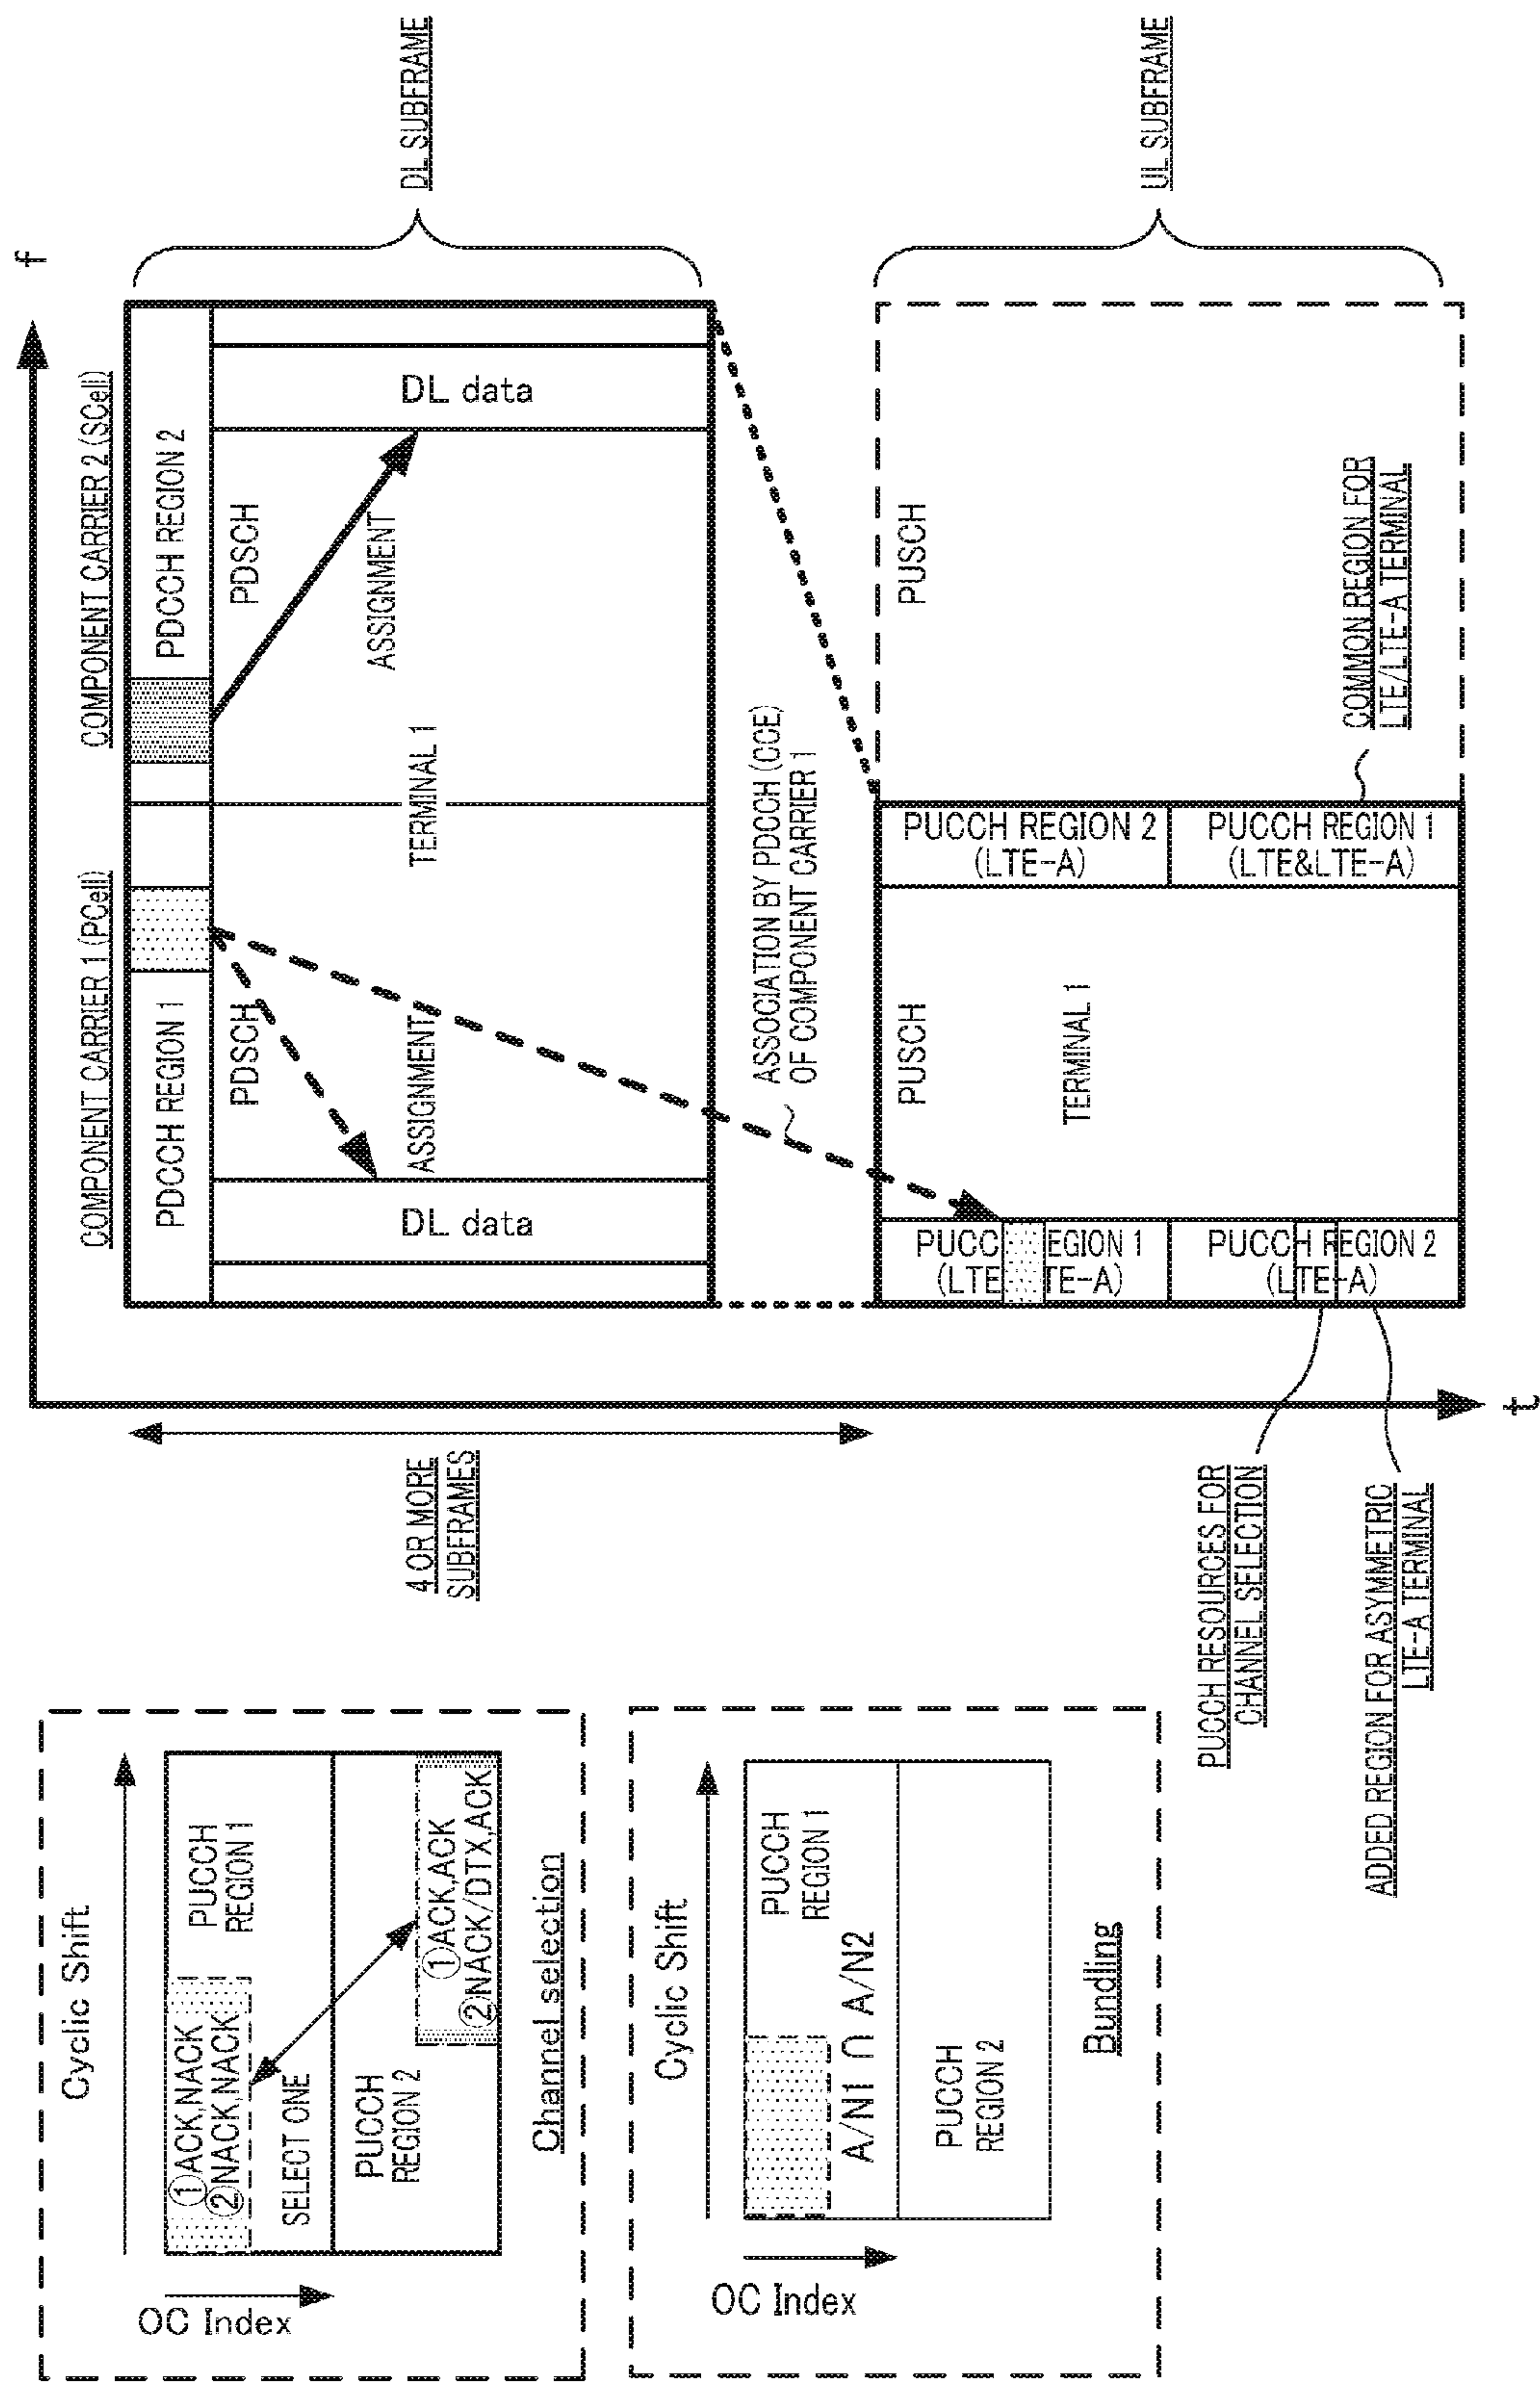 f
COMPONENT CARRIER 1 (PCell)
COMPONENT CARRIER 2 (SCell)
PDCCH REGION 1
PDCCH REGION 2
PDSCH
PDSCH
ASSIGNMENT
ASSIGNMENT
DL data
TERMINAL 1
DL data
DL SUBFRAME
4 OR MORE
SUBFRAMES
ASSOCIATION BY PDCCH (CCE)
OF COMPONENT CARRIER 1
PUCC
EGION 1
(LTE
TE-A)
PUCCH REGION 2
(LTE-A)
PUSCH
TERMINAL 1
PUCCH REGION 2
(LTE-A)
PUCCH REGION 1
(LTE&LTE-A)
PUSCH
UL SUBFRAME
COMMON REGION FOR
LTE/LTE-A TERMINAL
PUCCH RESOURCES FOR
CHANNEL SELECTION
ADDED REGION FOR ASYMMETRIC
LTE-A TERMINAL
t
Cyclic Shift
OC Index
①ACK,NACK
②NACK,NACK
PUCCH
REGION 1
SELECT ONE
PUCCH
REGION 2
①ACK,ACK
②NACK/DTX,ACK
Channel selection
Cyclic Shift
OC Index
PUCCH
REGION 1
A/N1 ∩ A/N2
PUCCH
REGION 2
Bundling